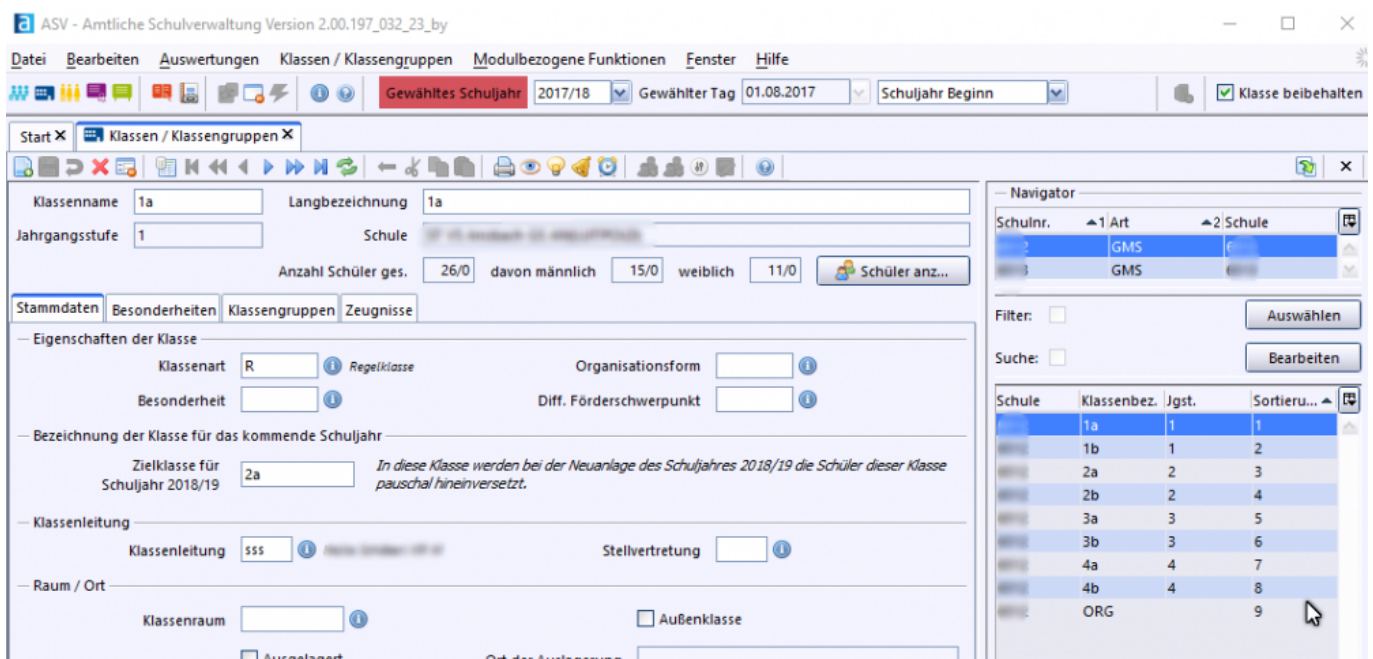 ASV - Amtliche Schulverwaltung Version 2.00.197_032_23_by
Datei Bearbeiten Auswertungen Klassen / Klassengruppen Modulbezogene Funktionen Fenster Hilfe
Gewähltes Schuljahr 2017/18 Gewählter Tag 01.08.2017 Schuljahr Beginn Klasse beibehalten
Start Klassen / Klassengruppen
Klassenname 1a Langbezeichnung 1a
Jahrgangsstufe 1 Schule
Anzahl Schüler ges. 26/0 davon männlich 15/0 weiblich 11/0 Schüler anz...
Stammdaten Besonderheiten Klassengruppen Zeugnisse
Eigenschaften der Klasse
Klassenart R Regelklasse Organisationsform
Besonderheit Diff. Förderschwerpunkt
Bezeichnung der Klasse für das kommende Schuljahr
Zielklasse für
Schuljahr 2018/19
2a
In diese Klasse werden bei der Neuanlage des Schuljahres 2018/19 die Schüler dieser Klasse
pauschal hineinversetzt.
Klassenleitung
Klassenleitung sss Stellvertretung
Raum / Ort
Klassenraum Außenklasse
Ausgelagert Ort der Auslagerung
Navigator
Schulnr. 1 Art 2 Schule
GMS
GMS
Filter: Auswählen
Suche: Bearbeiten
Schule Klassenbez. Jgst. Sortieru...
1a 1 1
1b 1 2
2a 2 3
2b 2 4
3a 3 5
3b 3 6
4a 4 7
4b 4 8
ORG 9